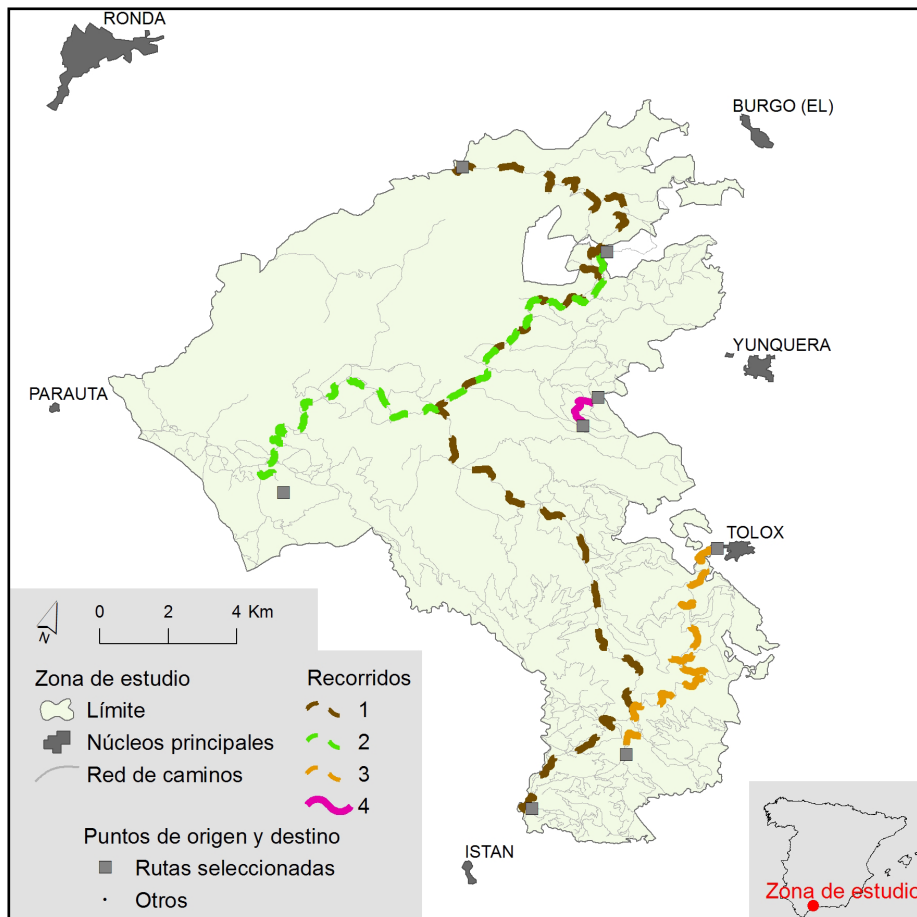 RONDA
BURGO (EL)
YUNQUERA
PARAUTA
TOLOX
N
0 2 4 Km
Zona de estudio
Límite
Núcleos principales
Red de caminos
Recorridos
1
2
3
4
Puntos de origen y destino
Rutas seleccionadas
Otros
ISTAN
Zona de estudio